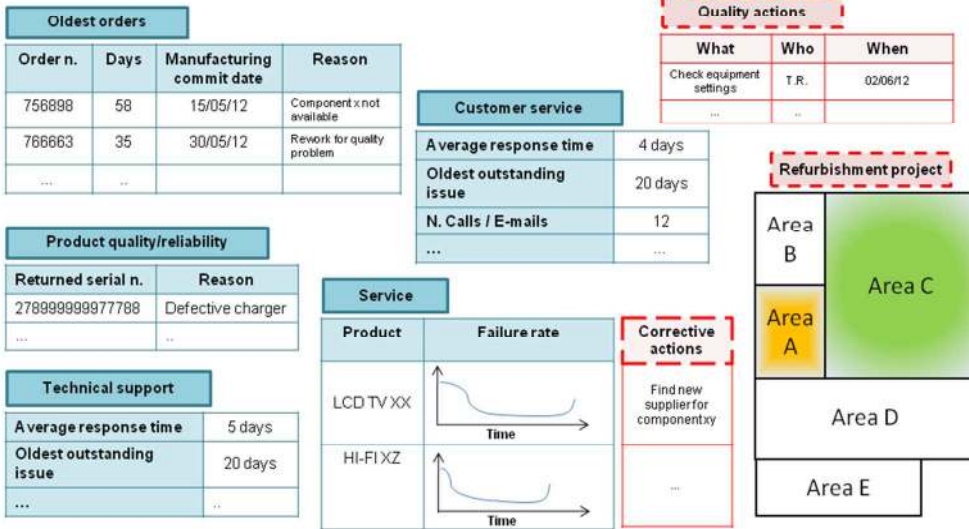 Oldest orders
Order n. Days Manufacturing commit date Reason
756898 58 15/05/12 Component x not available
766663 35 30/05/12 Rework for quality problem
... ..
Product quality/reliability
Returned serial n. Reason
278999999977788 Defective charger
... ..
Technical support
Average response time 5 days
Oldest outstanding issue 20 days
... ..
Customer service
Average response time 4 days
Oldest outstanding issue 20 days
N. Calls / E-mails 12
... ...
Service
Product Failure rate
LCD TV XX
Time
HI-FI XZ
Time
Corrective actions
Find new supplier for component xy
...
Quality actions
What Who When
Check equipment settings T.R. 02/06/12
... ..
Refurbishment project
Area B
Area C
Area A
Area D
Area E